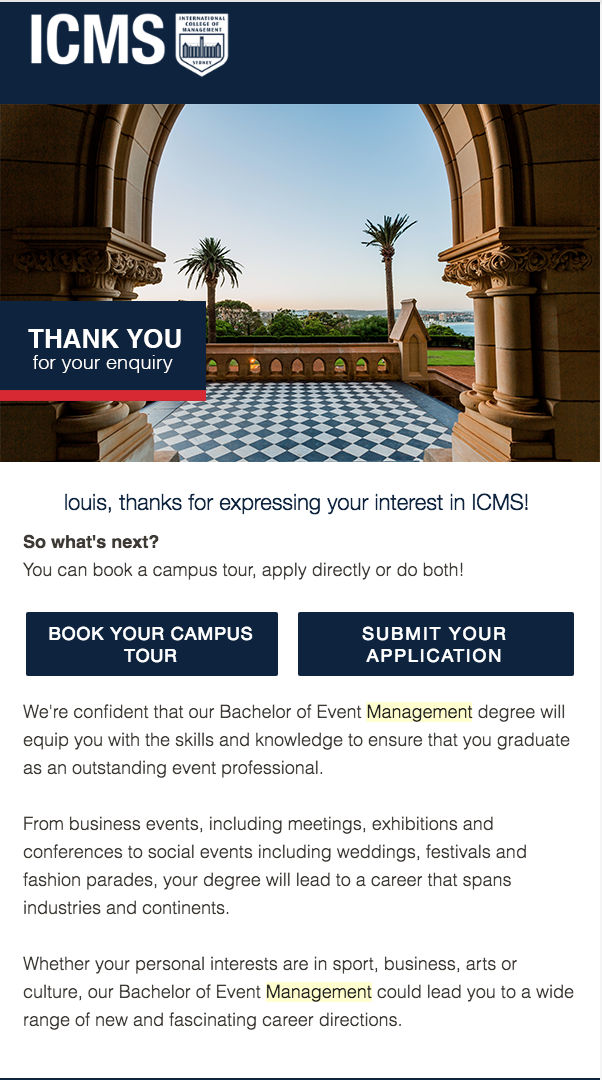 ICMS
INTERNATIONAL
COLLEGE OF
MANAGEMENT
SYDNEY
THANK YOU
for your enquiry
louis, thanks for expressing your interest in ICMS!
So what's next?
You can book a campus tour, apply directly or do both!
BOOK YOUR CAMPUS
TOUR
SUBMIT YOUR
APPLICATION
We're confident that our Bachelor of Event Management degree will
equip you with the skills and knowledge to ensure that you graduate
as an outstanding event professional.
From business events, including meetings, exhibitions and
conferences to social events including weddings, festivals and
fashion parades, your degree will lead to a career that spans
industries and continents.
Whether your personal interests are in sport, business, arts or
culture, our Bachelor of Event Management could lead you to a wide
range of new and fascinating career directions.